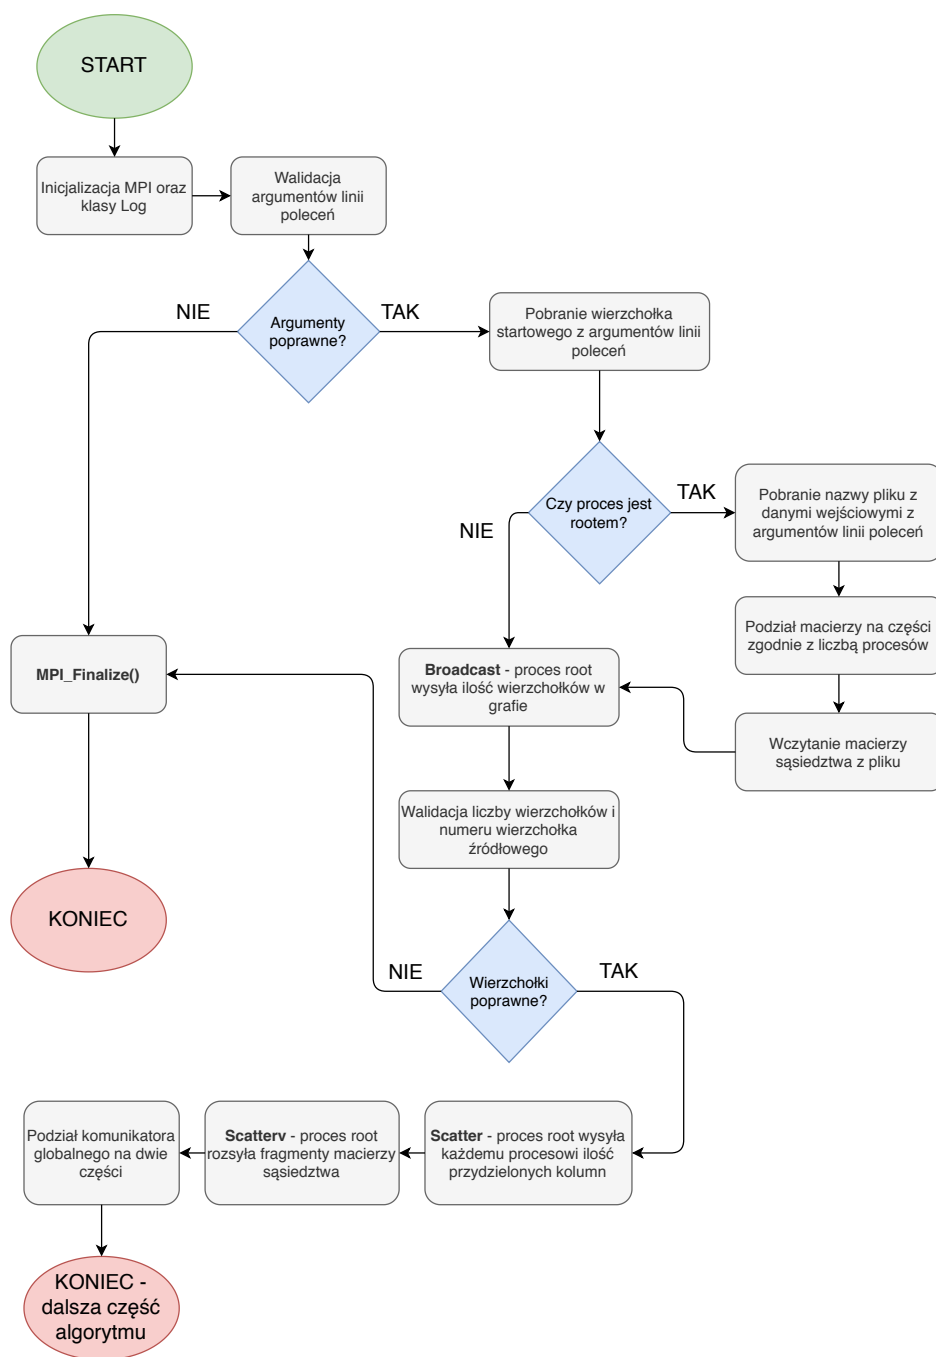 START
Inicjalizacja MPI oraz
klasy Log
Walidacja
argumentów linii
poleceń
NIE
Argumenty
poprawne?
TAK
Pobranie wierzchołka
startowego z argumentów linii
poleceń
Czy proces jest
rootem?
NIE
TAK
Pobranie nazwy pliku z
danymi wejściowymi z
argumentów linii poleceń
Podział macierzy na części
zgodnie z liczbą procesów
Wczytanie macierzy
sąsiedztwa z pliku
Broadcast - proces root
wysyła ilość wierzchołków w
grafie
MPI_Finalize()
Walidacja liczby wierzchołków i
numeru wierzchołka
źródłowego
KONIEC
NIE
Wierzchołki
poprawne?
TAK
Scatter - proces root wysyła
każdemu procesowi ilość
przydzielonych kolumn
Scatterv - proces root
rozsyła fragmenty macierzy
sąsiedztwa
Podział komunikatora
globalnego na dwie
części
KONIEC -
dalsza część
algorytmu